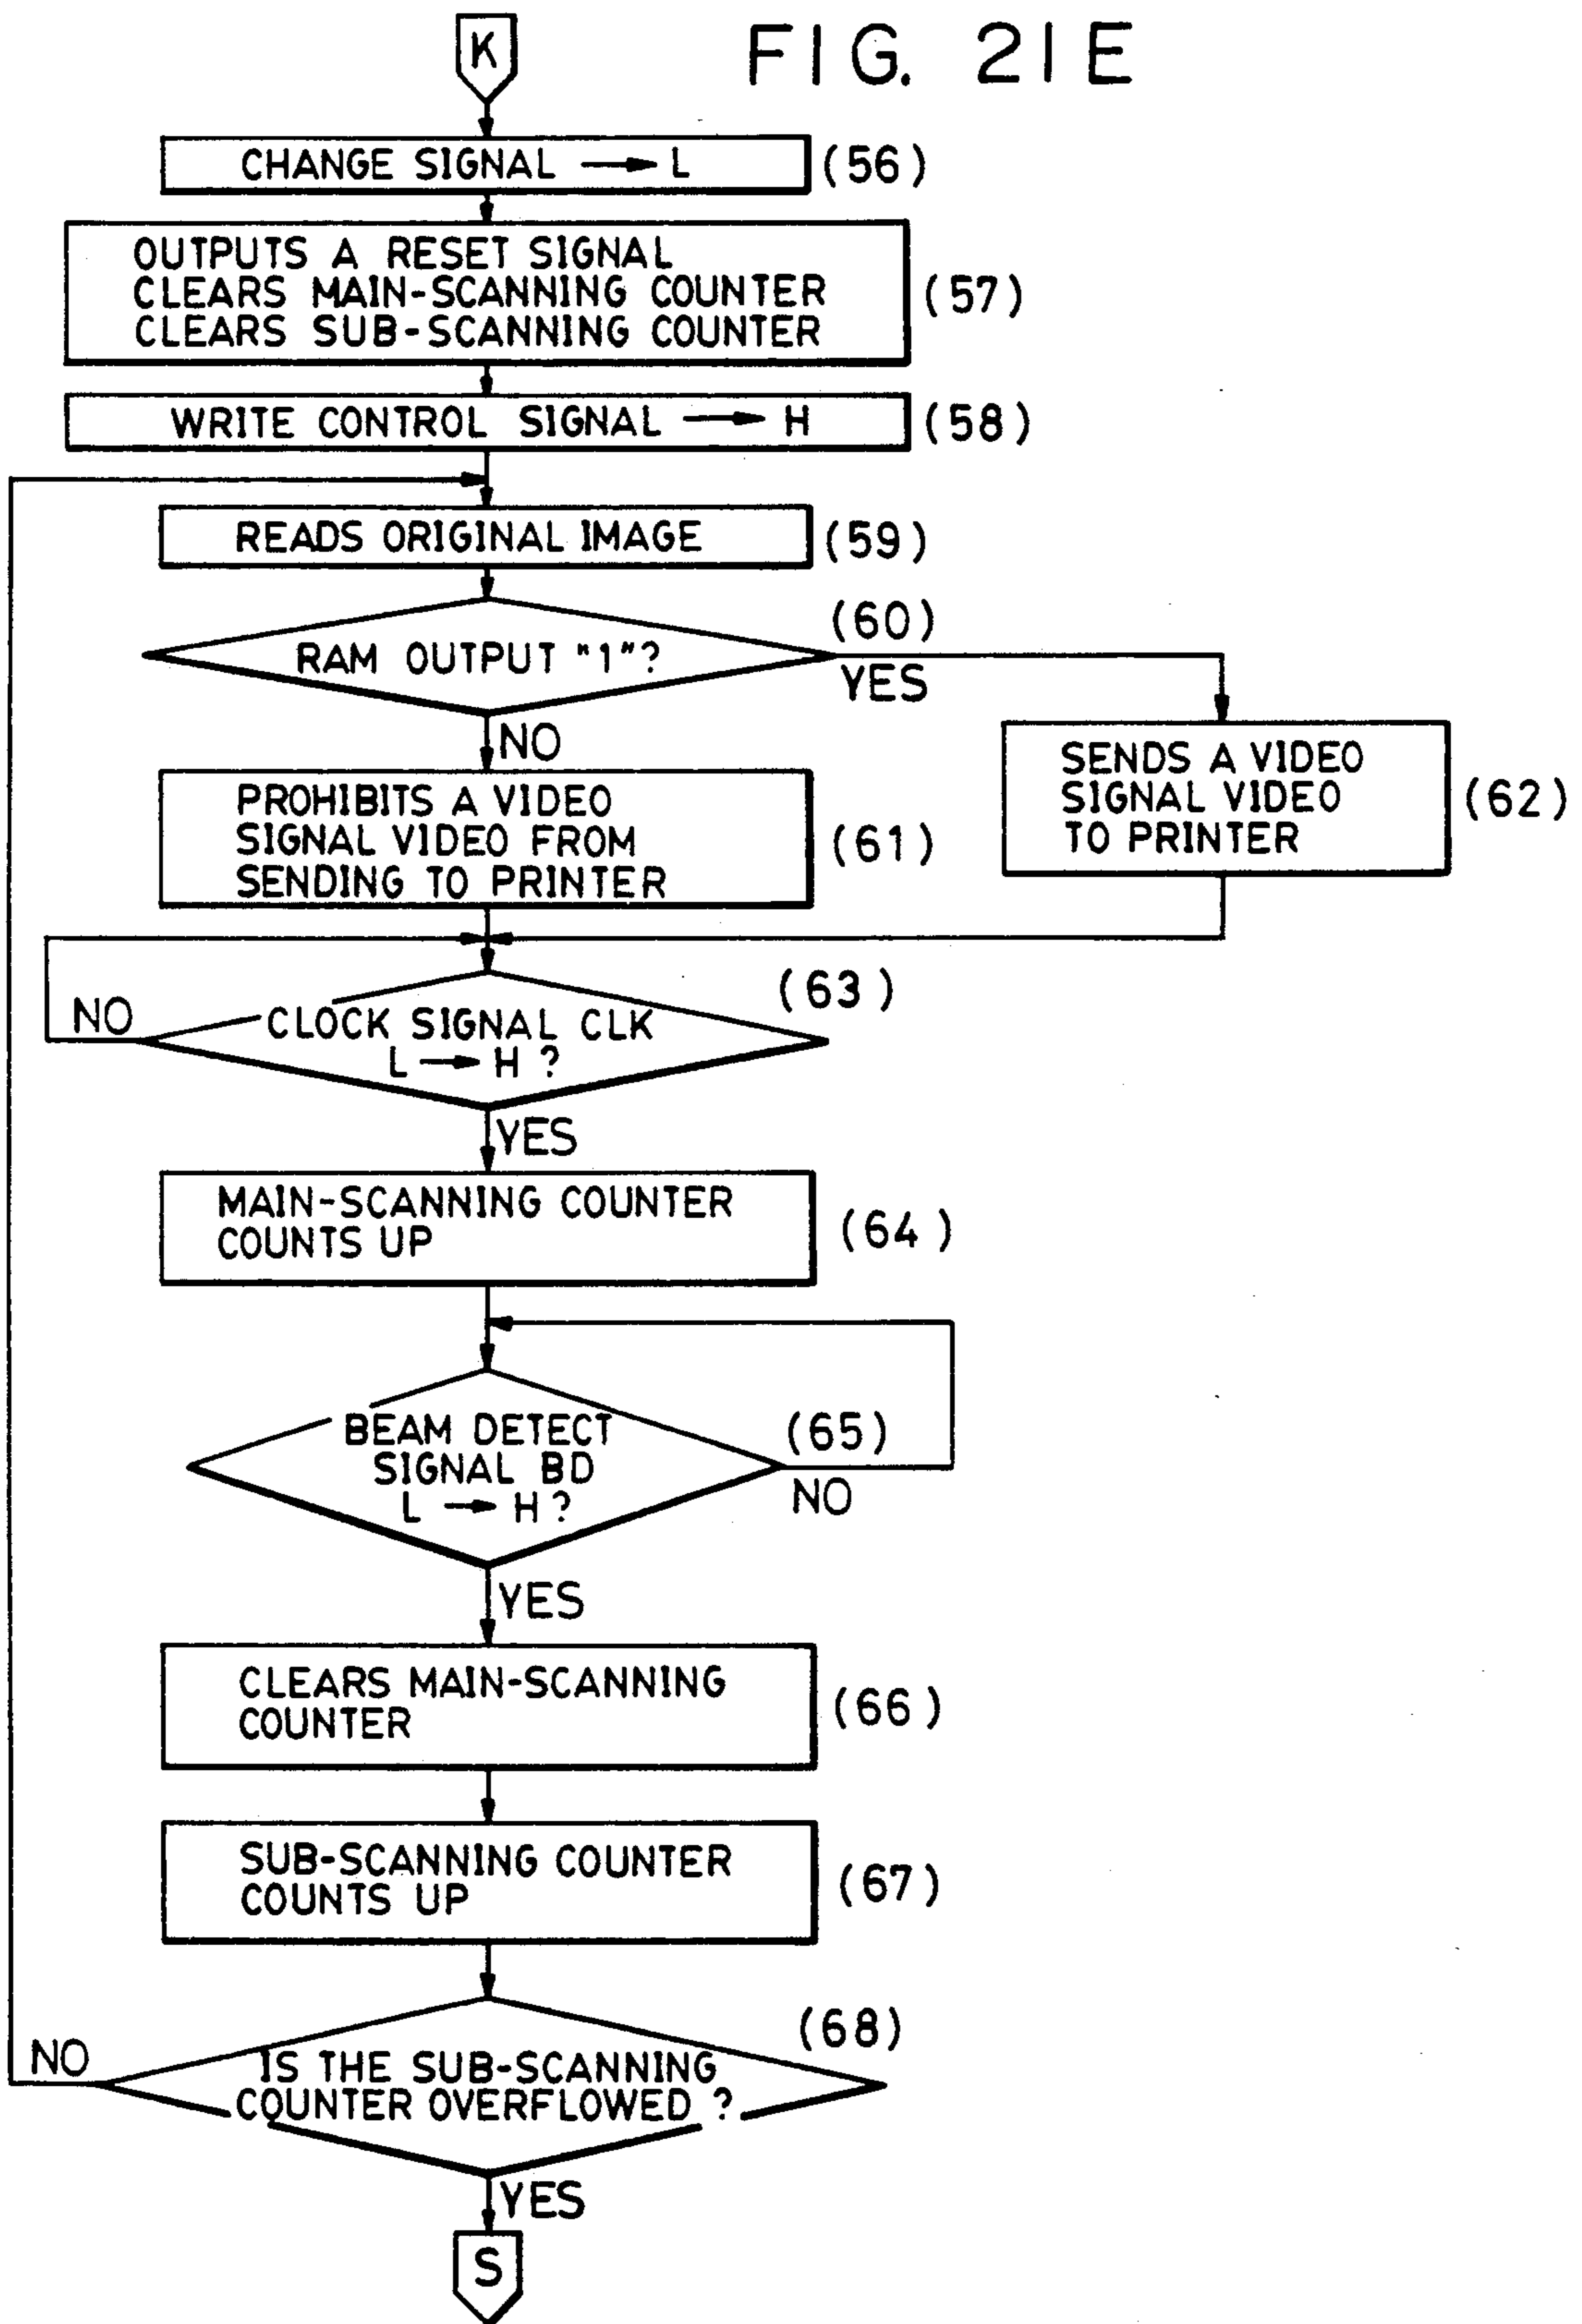 K
FIG. 21E
CHANGE SIGNAL → L
(56)
OUTPUTS A RESET SIGNAL
CLEARS MAIN-SCANNING COUNTER
CLEARS SUB-SCANNING COUNTER
(57)
WRITE CONTROL SIGNAL → H
(58)
READS ORIGINAL IMAGE
(59)
RAM OUTPUT "1"?
(60)
YES
NO
PROHIBITS A VIDEO
SIGNAL VIDEO FROM
SENDING TO PRINTER
(61)
SENDS A VIDEO
SIGNAL VIDEO
TO PRINTER
(62)
CLOCK SIGNAL CLK
L → H ?
(63)
NO
YES
MAIN-SCANNING COUNTER
COUNTS UP
(64)
BEAM DETECT
SIGNAL BD
L → H ?
(65)
NO
YES
CLEARS MAIN-SCANNING
COUNTER
(66)
SUB-SCANNING COUNTER
COUNTS UP
(67)
IS THE SUB-SCANNING
COUNTER OVERFLOWED ?
(68)
NO
YES
S